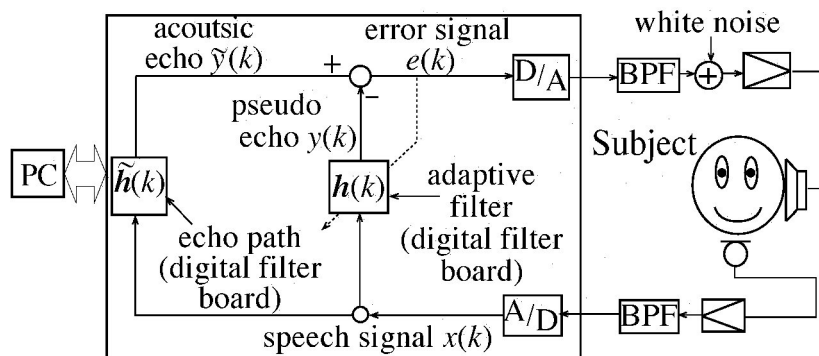 acoutsic
echo ỹ(k)
error signal
e(k)
white noise
+
−
D/A
BPF
+
pseudo
echo y(k)
Subject
PC
h̃(k)
h(k)
adaptive
filter
(digital filter
board)
echo path
(digital filter
board)
A/D
BPF
speech signal x(k)